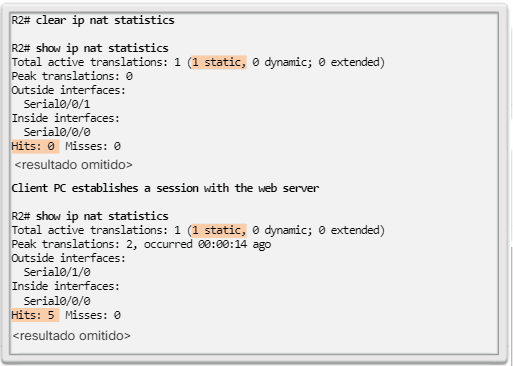 R2# clear ip nat statistics
R2# show ip nat statistics
Total active translations: 1 (1 static, 0 dynamic; 0 extended)
Peak translations: 0
Outside interfaces:
Serial0/0/1
Inside interfaces:
Serial0/0/0
Hits: 0 Misses: 0
<resultado omitido>
Client PC establishes a session with the web server
R2# show ip nat statistics
Total active translations: 1 (1 static, 0 dynamic; 0 extended)
Peak translations: 2, occurred 00:00:14 ago
Outside interfaces:
Serial0/1/0
Inside interfaces:
Serial0/0/0
Hits: 5 Misses: 0
<resultado omitido>